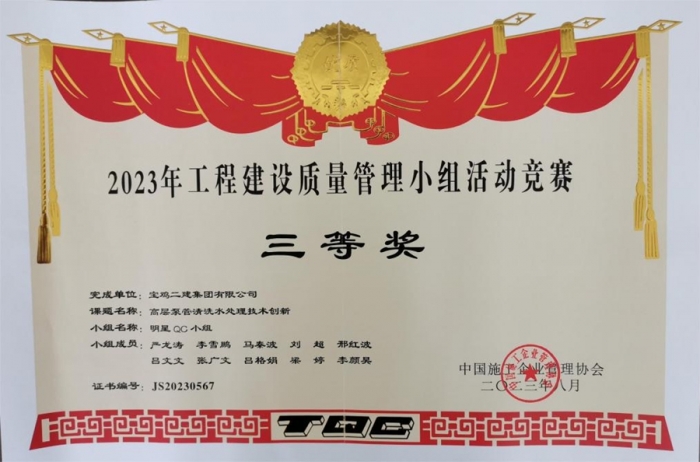 2023年工程建设质量管理小组活动竞赛
三等奖
完成单位：宝鸡二建集团有限公司
课题名称：高层泵管清洗水处理技术创新
小组名称：明星QC小组
小组成员：严龙涛 李雪鹏 马秦波 刘超 邢红波
吕文文 张广文 吕格娟 梁婷 李颜昊
证书编号：JS20230567
中国施工企业管理协会
二〇二三年八月
TQC